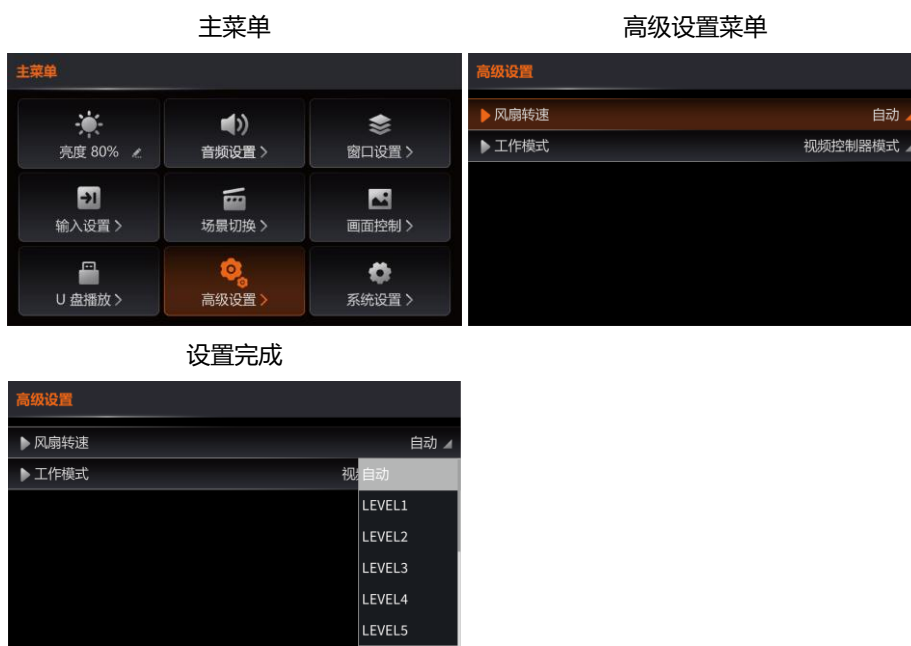 主菜单
高级设置菜单
主菜单
亮度 80%
音频设置 >
窗口设置 >
输入设置 >
场景切换 >
画面控制 >
U 盘播放 >
高级设置 >
系统设置 >
高级设置
风扇转速 自动
工作模式 视频控制器模式
设置完成
高级设置
风扇转速 自动
工作模式 视
自动
LEVEL1
LEVEL2
LEVEL3
LEVEL4
LEVEL5